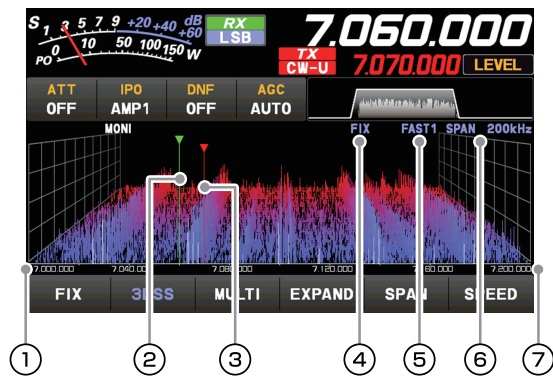 S 1 3 5 7 9 +20 +40 +60 dB
RX
LSB
7.060.000
PO 0 10 50 100 150 W
TX
CW-U
7.070.000
LEVEL
ATT IPO DNF AGC
OFF AMP1 OFF AUTO
MONI
FIX FAST1 SPAN 200kHz
7.000.000 7.040.000 7.080.000 7.120.000 7.200.000
FIX 3DSS MULTI EXPAND SPAN SPEED
① ② ③ ④ ⑤ ⑥ ⑦